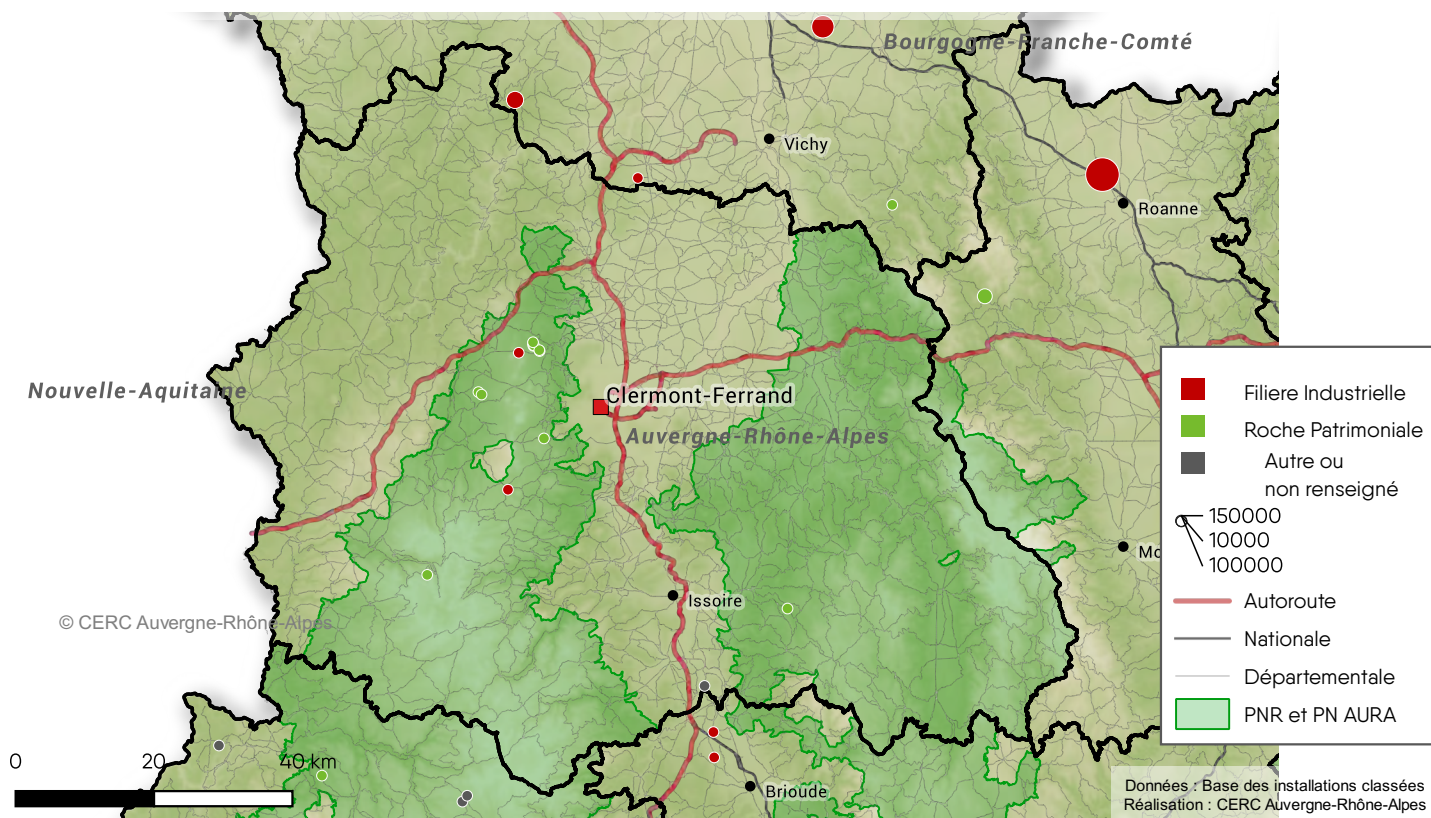 Bourgogne-Franche-Comté
Vichy
Roanne
Nouvelle-Aquitaine
Clermont-Ferrand
Auvergne-Rhône-Alpes
Mo
Issoire
© CERC Auvergne-Rhône-Alpes
Brioude
0 20 40 km
Filiere Industrielle
Roche Patrimoniale
Autre ou
non renseigné
150000
10000
100000
Autoroute
Nationale
Départementale
PNR et PN AURA
Données : Base des installations classées
Réalisation : CERC Auvergne-Rhône-Alpes